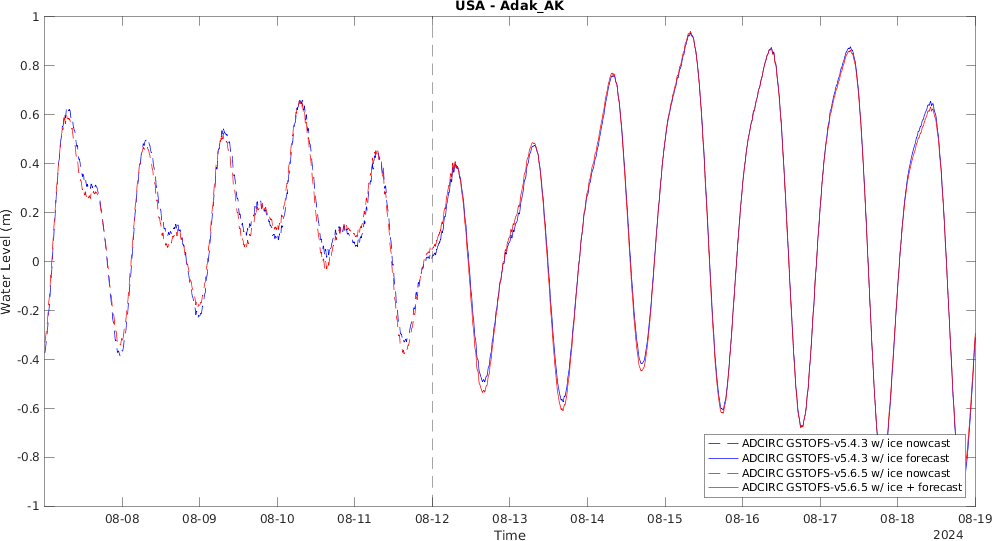 USA - Adak_AK
1
0.8
0.6
0.4
0.2
0
-0.2
-0.4
-0.6
-0.8
-1
Water Level (m)
ADCIRC GSTOFS-v5.4.3 w/ ice nowcast
ADCIRC GSTOFS-v5.4.3 w/ ice forecast
ADCIRC GSTOFS-v5.6.5 w/ ice nowcast
ADCIRC GSTOFS-v5.6.5 w/ ice + forecast
08-08 08-09 08-10 08-11 08-12 08-13 08-14 08-15 08-16 08-17 08-18 08-19
Time
2024